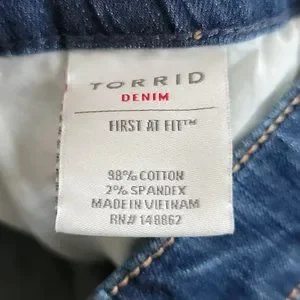 TORRID
DENIM
FIRST AT FIT™
98% COTTON
2% SPANDEX
MADE IN VIETNAM
RN# 148862